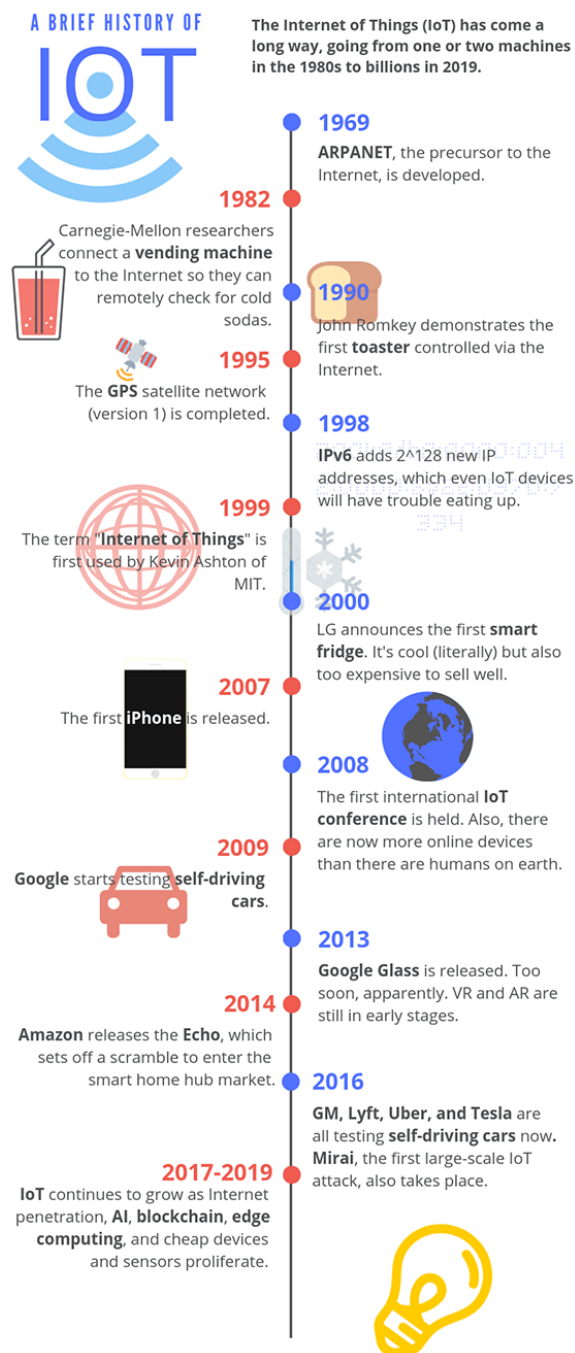 A BRIEF HISTORY OF
IOT
The Internet of Things (IoT) has come a
long way, going from one or two machines
in the 1980s to billions in 2019.
1969
ARPANET, the precursor to the
Internet, is developed.
1982
Carnegie-Mellon researchers
connect a vending machine
to the Internet so they can
remotely check for cold
sodas.
1990
John Romkey demonstrates the
first toaster controlled via the
Internet.
1995
The GPS satellite network
(version 1) is completed.
1998
IPv6 adds 2^128 new IP
addresses, which even IoT devices
will have trouble eating up.
334
1999
The term "Internet of Things" is
first used by Kevin Ashton of
MIT.
2000
LG announces the first smart
fridge. It's cool (literally) but also
too expensive to sell well.
2007
The first iPhone is released.
2008
The first international IoT
conference is held. Also, there
are now more online devices
than there are humans on earth.
2009
Google starts testing self-driving
cars.
2013
Google Glass is released. Too
soon, apparently. VR and AR are
still in early stages.
2014
Amazon releases the Echo, which
sets off a scramble to enter the
smart home hub market.
2016
GM, Lyft, Uber, and Tesla are
all testing self-driving cars now.
Mirai, the first large-scale IoT
attack, also takes place.
2017-2019
IoT continues to grow as Internet
penetration, AI, blockchain, edge
computing, and cheap devices
and sensors proliferate.